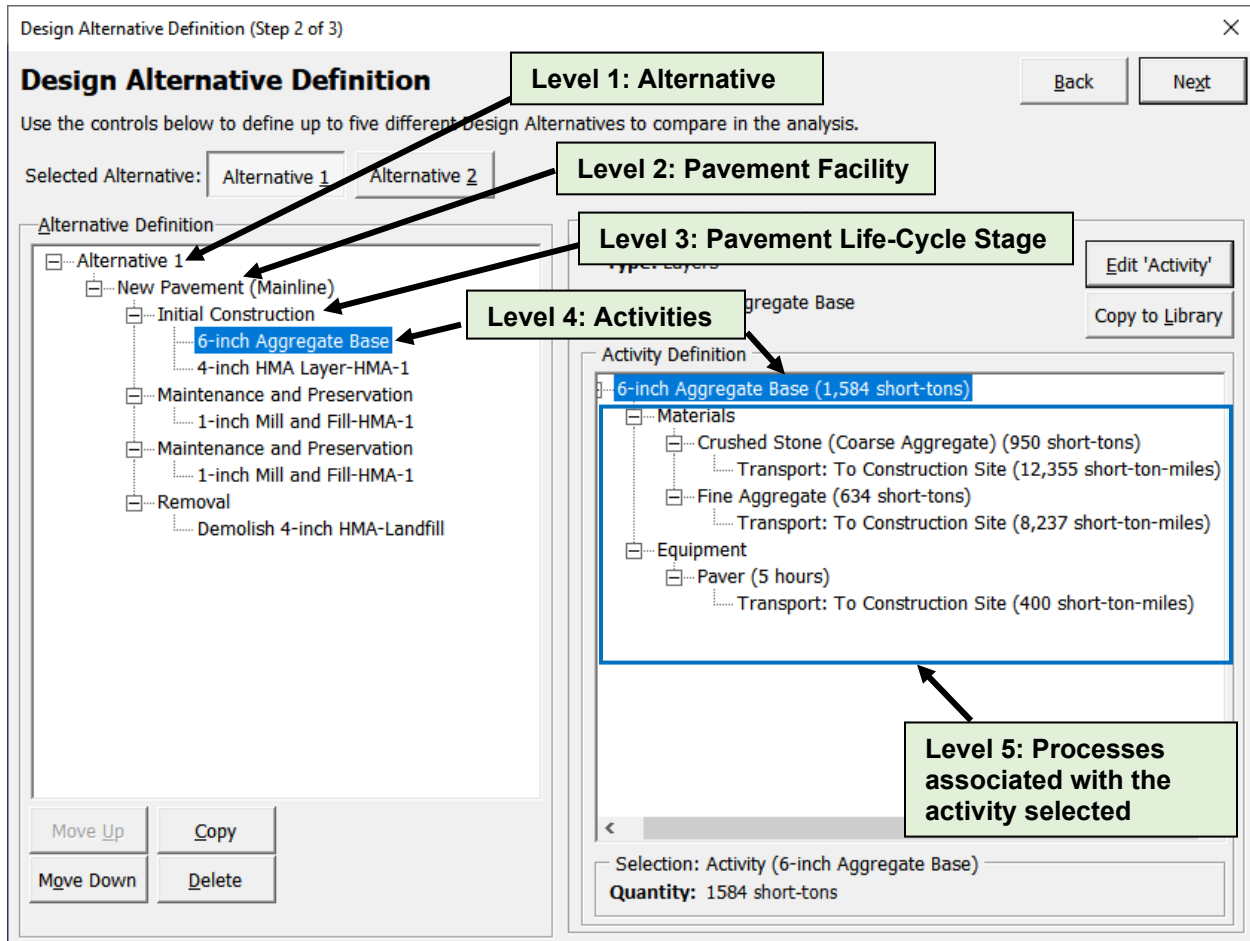 Design Alternative Definition (Step 2 of 3)
Design Alternative Definition
Level 1: Alternative
Back
Next
Use the controls below to define up to five different Design Alternatives to compare in the analysis.
Selected Alternative:
Alternative 1
Alternative 2
Level 2: Pavement Facility
Alternative Definition
Alternative 1
New Pavement (Mainline)
Initial Construction
6-inch Aggregate Base
4-inch HMA Layer-HMA-1
Maintenance and Preservation
1-inch Mill and Fill-HMA-1
Maintenance and Preservation
1-inch Mill and Fill-HMA-1
Removal
Demolish 4-inch HMA-Landfill
Move Up
Copy
Move Down
Delete
Level 3: Pavement Life-Cycle Stage
Type: Layers
Edit 'Activity'
Level 4: Activities
gregate Base
Copy to Library
Activity Definition
6-inch Aggregate Base (1,584 short-tons)
Materials
Crushed Stone (Coarse Aggregate) (950 short-tons)
Transport: To Construction Site (12,355 short-ton-miles)
Fine Aggregate (634 short-tons)
Transport: To Construction Site (8,237 short-ton-miles)
Equipment
Paver (5 hours)
Transport: To Construction Site (400 short-ton-miles)
Level 5: Processes
associated with the
activity selected
Selection: Activity (6-inch Aggregate Base)
Quantity: 1584 short-tons